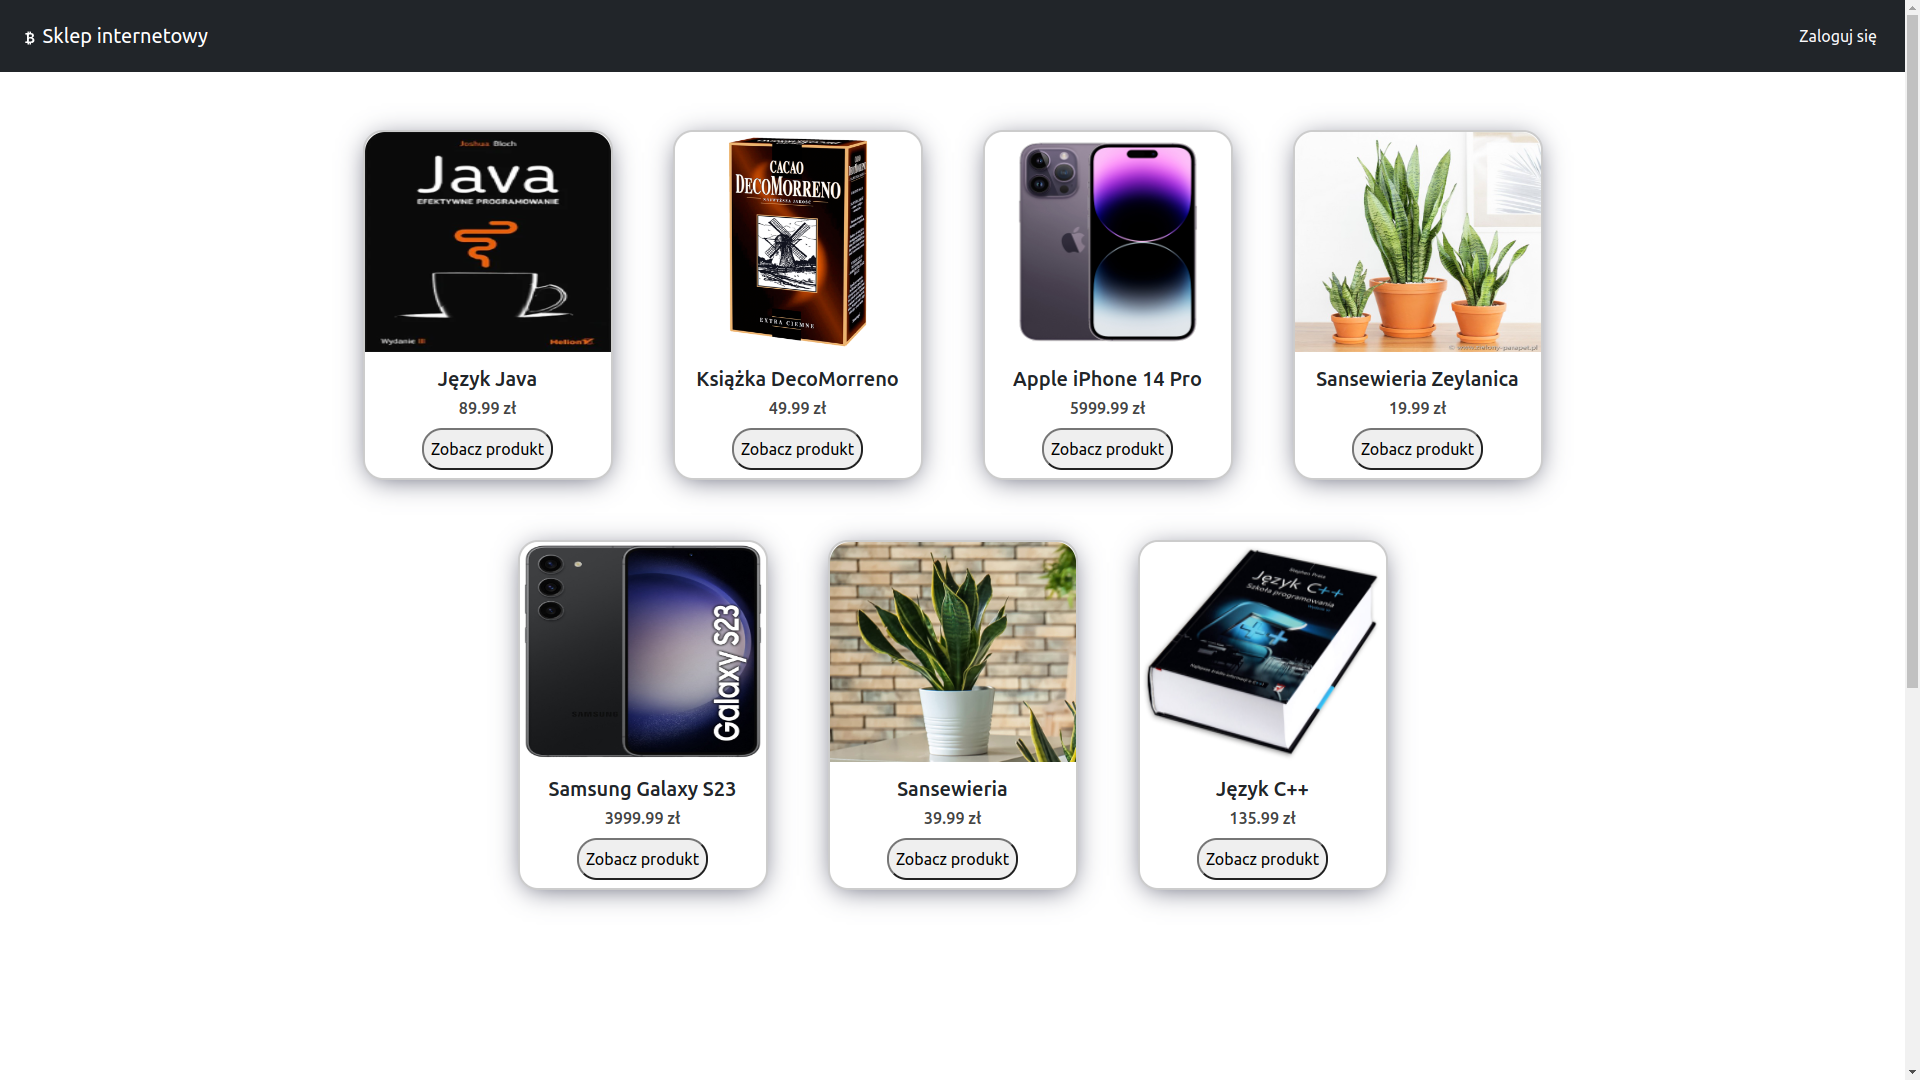 Sklep internetowy
Zaloguj się
Joshua Bloch
Java
EFEKTYWNE PROGRAMOWANIE
Wydanie III
Helion
CACAO
DECOMORRENO
EXTRA CIEMNE
Język Java
89.99 zł
Zobacz produkt
Książka DecoMorreno
49.99 zł
Zobacz produkt
Apple iPhone 14 Pro
5999.99 zł
Zobacz produkt
Sansewieria Zeylanica
19.99 zł
Zobacz produkt
SAMSUNG
Galaxy S23
Stephen Prata
Język C++
Szkoła programowania
Samsung Galaxy S23
3999.99 zł
Zobacz produkt
Sansewieria
39.99 zł
Zobacz produkt
Język C++
135.99 zł
Zobacz produkt